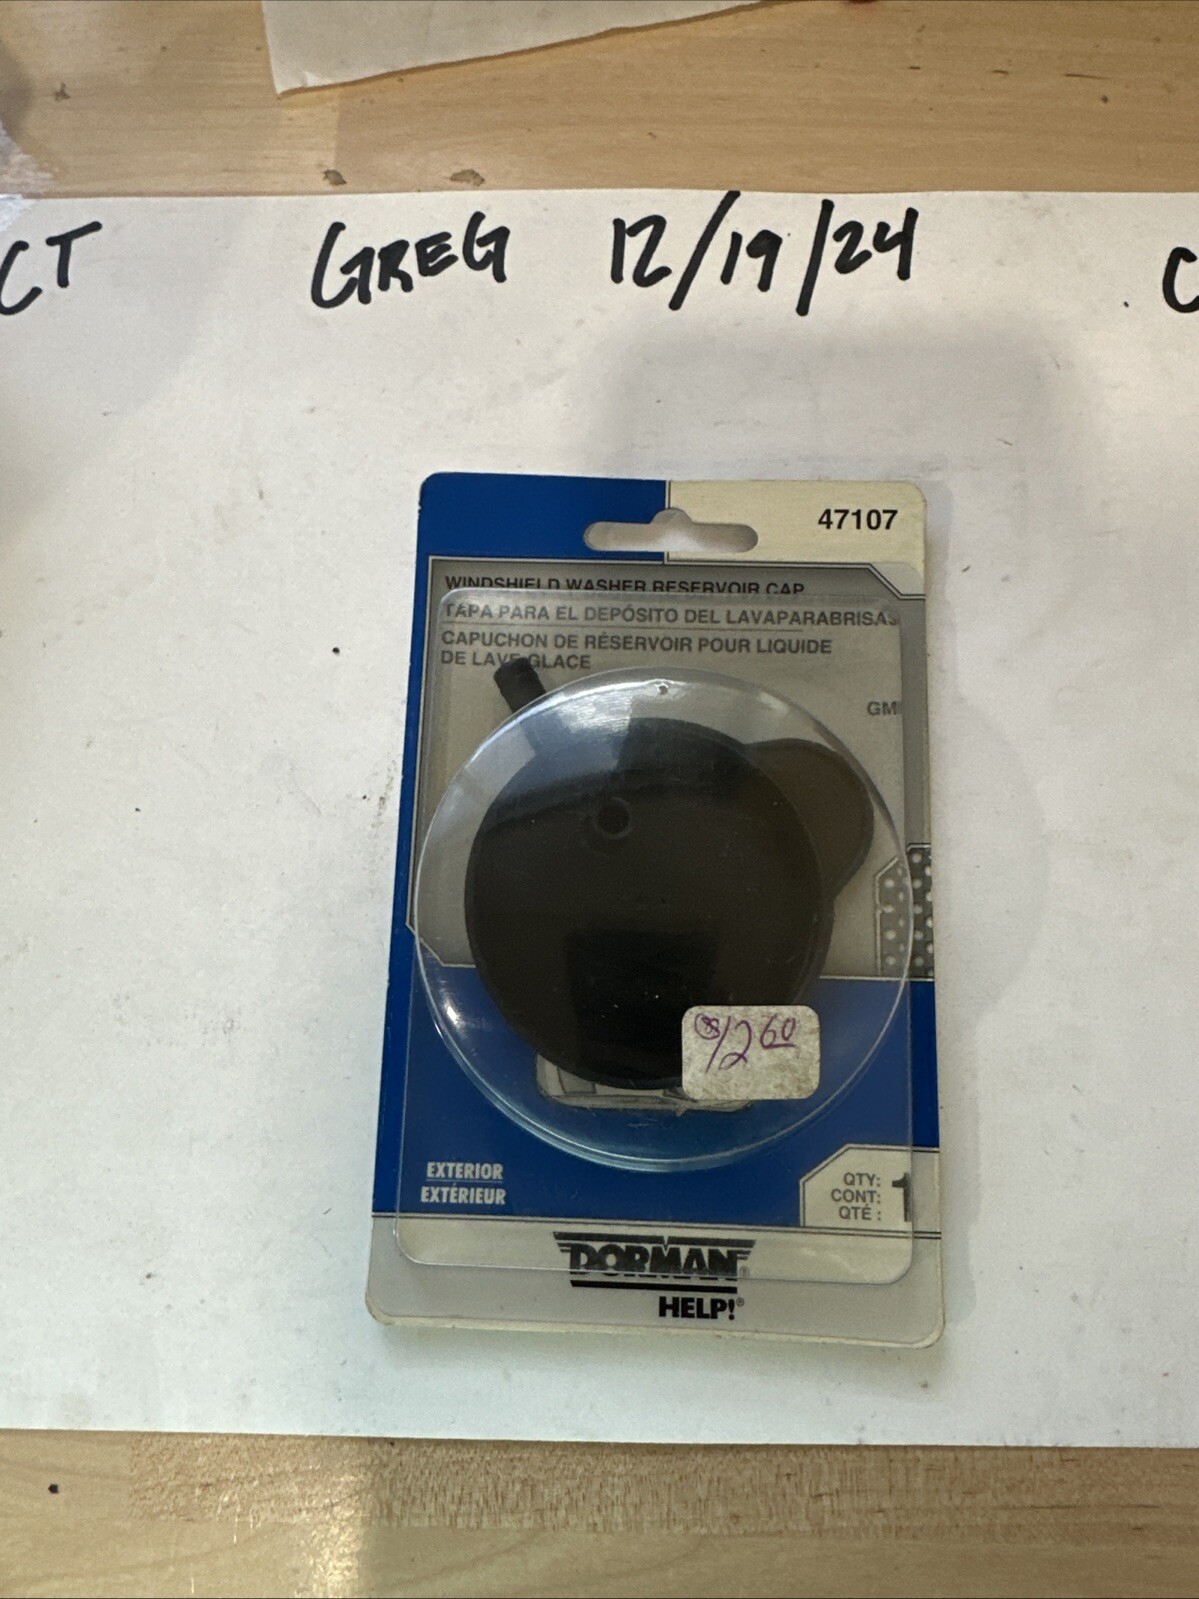 CT GREG 12/19/24 C
47107
WINDSHIELD WASHER RESERVOIR CAP
TAPA PARA EL DEPÓSITO DEL LAVAPARABRISAS
CAPUCHON DE RÉSERVOIR POUR LIQUIDE
DE LAVE-GLACE
GM
$12 60
EXTERIOR
EXTÉRIEUR
QTY:
CONT: 1
QTÉ :
DORMAN®
HELP!®